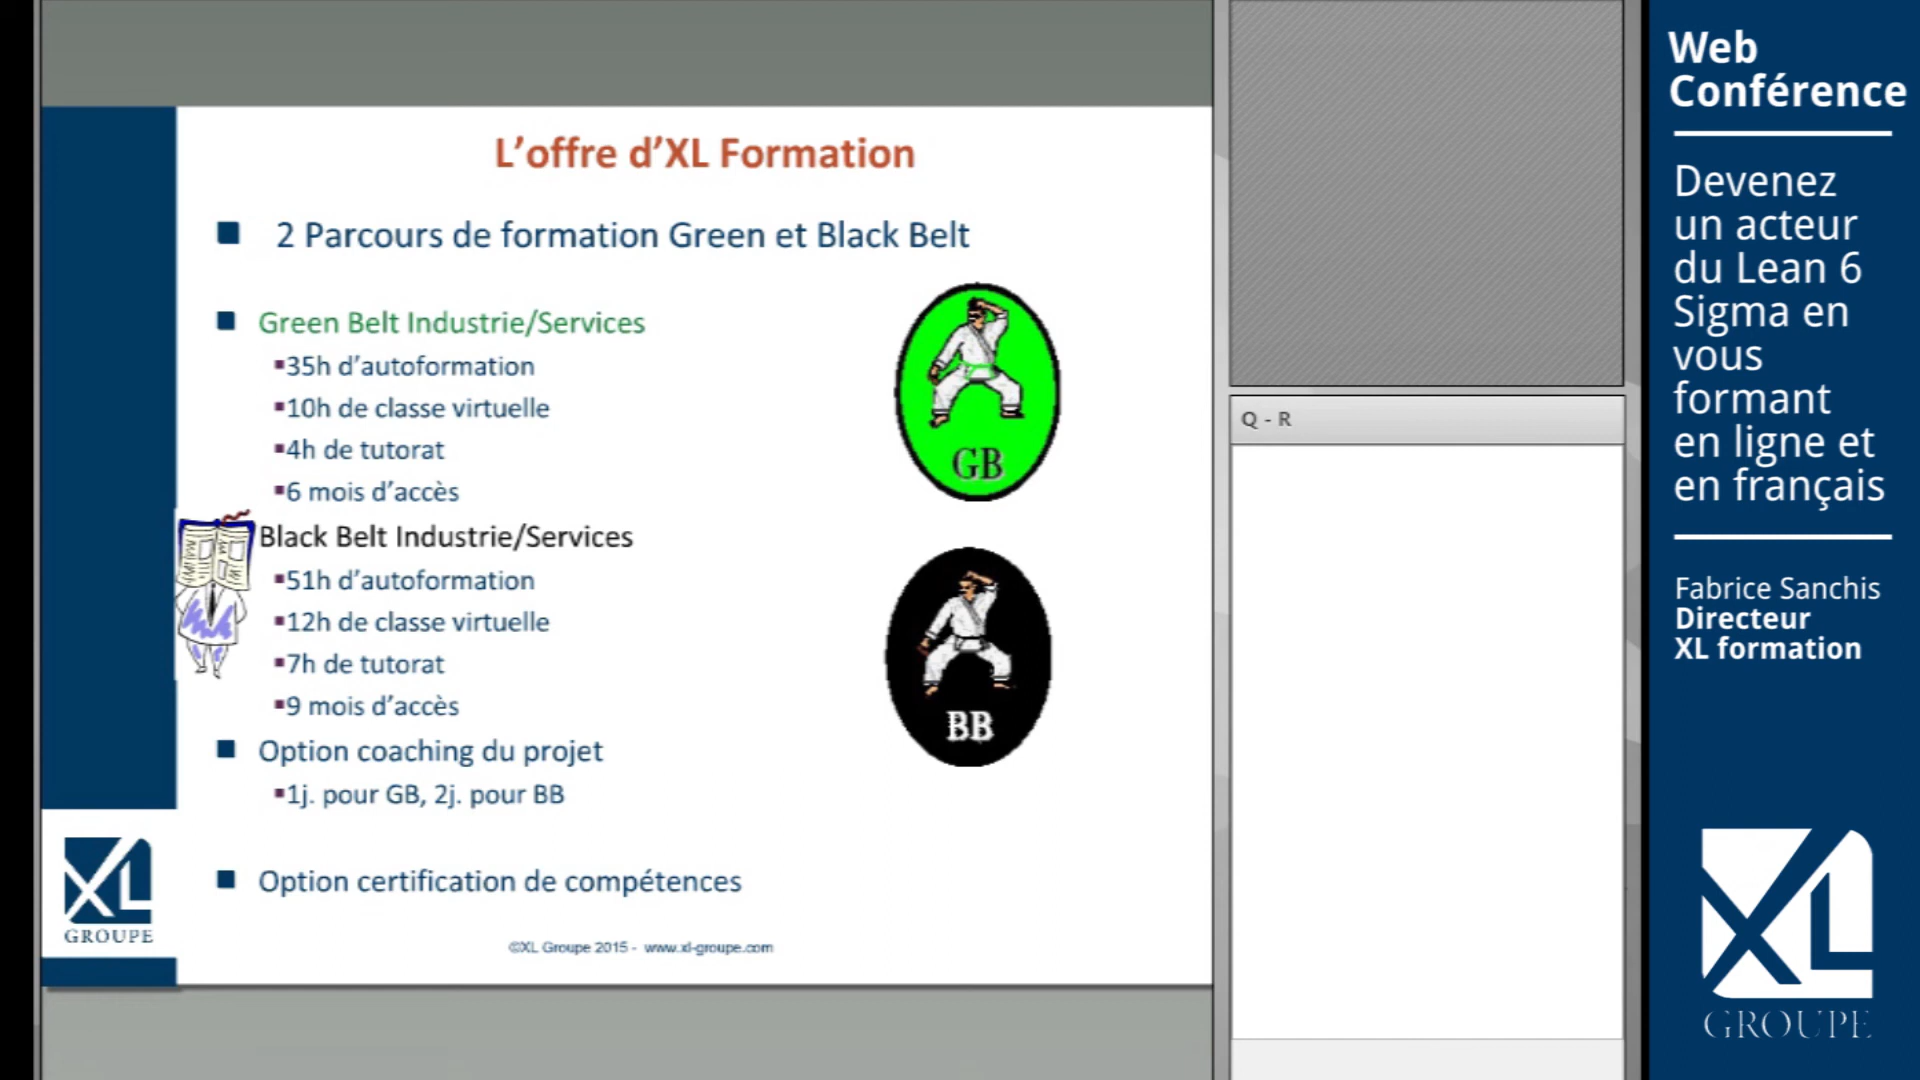 L'offre d'XL Formation
2 Parcours de formation Green et Black Belt
Green Belt Industrie/Services
35h d'autoformation
10h de classe virtuelle
4h de tutorat
6 mois d'accès
GB
Black Belt Industrie/Services
51h d'autoformation
12h de classe virtuelle
7h de tutorat
9 mois d'accès
BB
Option coaching du projet
1j. pour GB, 2j. pour BB
Option certification de compétences
XL
GROUPE
©XL Groupe 2015 - www.xl-groupe.com
Q - R
Web
Conférence
Devenez
un acteur
du Lean 6
Sigma en
vous
formant
en ligne et
en français
Fabrice Sanchis
Directeur
XL formation
XL
GROUPE